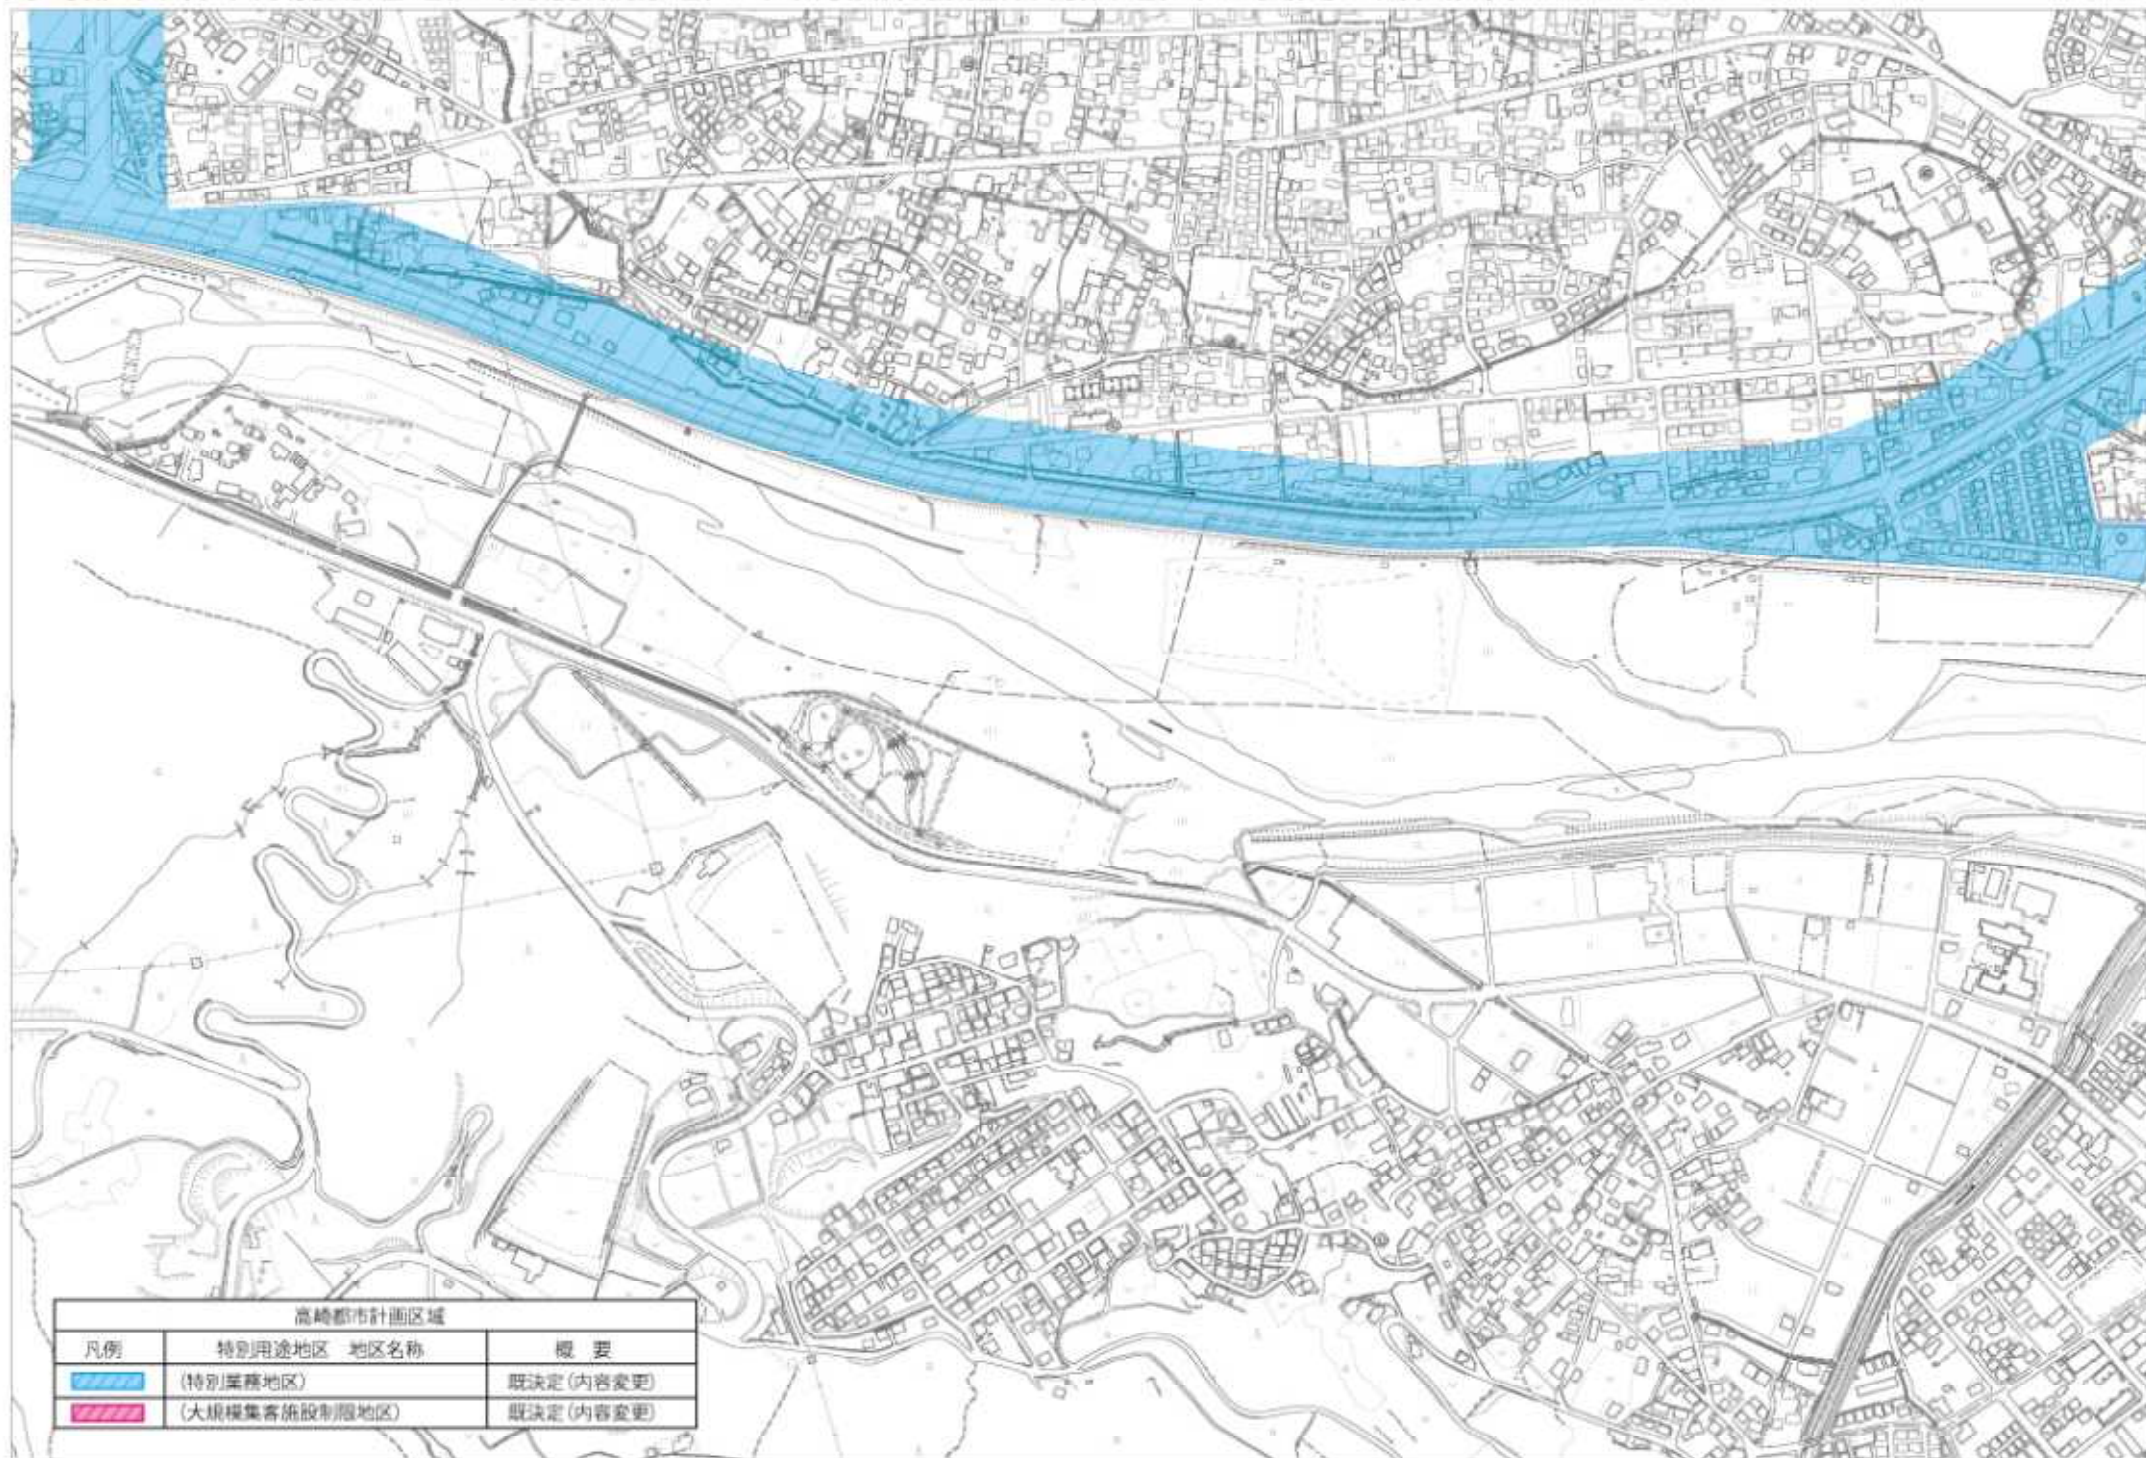 高崎都市計画区域
凡例 特別用途地区 地区名称 概 要
(特別業務地区) 既決定(内容変更)
(大規模集客施設制限地区) 既決定(内容変更)